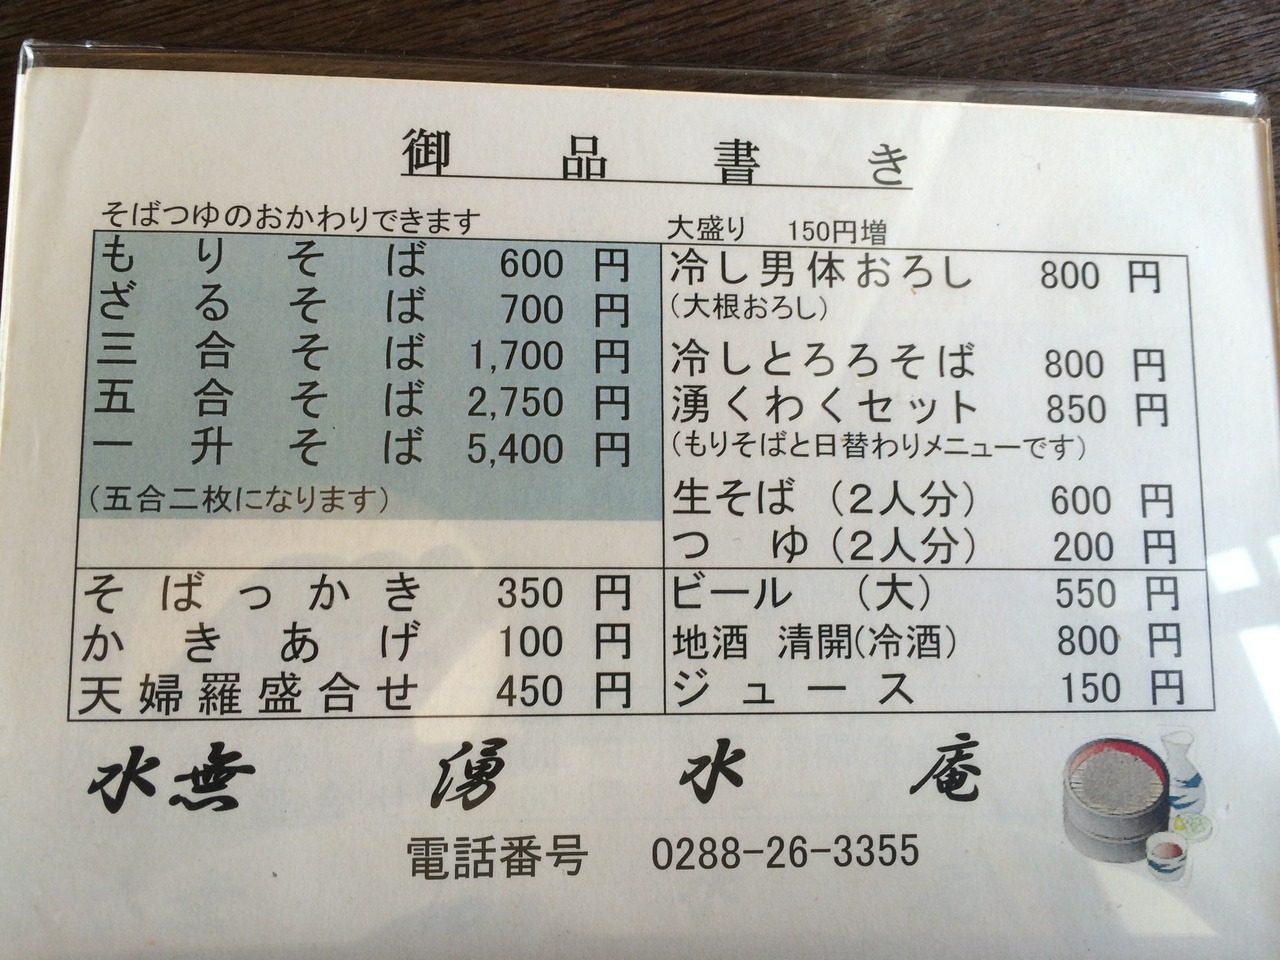 御品書き
そばつゆのおかわりできます
もりそば 600 円
ざるそば 700 円
三合そば 1,700 円
五合そば 2,750 円
一升そば 5,400 円
（五合二枚になります）
そばっかき 350 円
かきあげ 100 円
天婦羅盛合せ 450 円
大盛り 150円増
冷し男体おろし 800 円
（大根おろし）
冷しとろろそば 800 円
湧くわくセット 850 円
（もりそばと日替わりメニューです）
生そば（２人分） 600 円
つゆ（２人分） 200 円
ビール （大） 550 円
地酒 清開(冷酒) 800 円
ジュース 150 円
水無湧水庵
電話番号 0288-26-3355